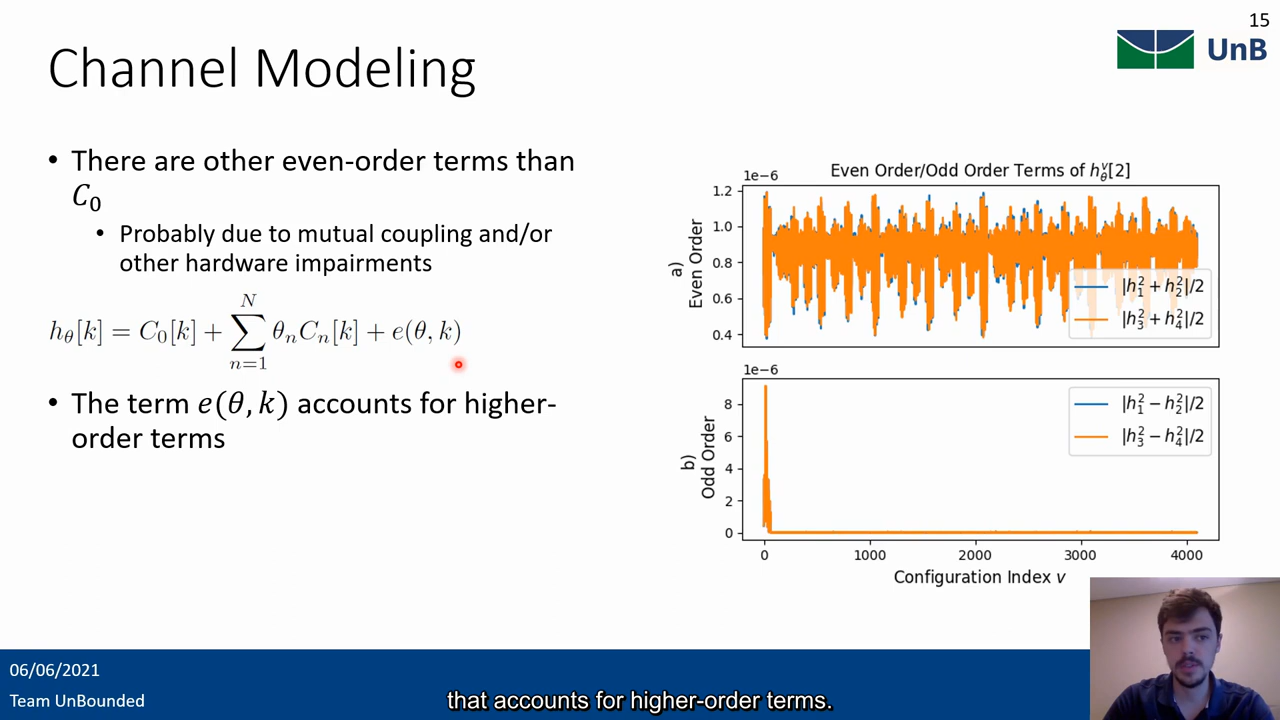 15
UnB
Channel Modeling
• There are other even-order terms than
C₀
• Probably due to mutual coupling and/or
other hardware impairments
h_θ[k] = C₀[k] + ∑_{n=1}^{N} θ_n C_n[k] + e(θ, k)
• The term e(θ, k) accounts for higher-
order terms
Even Order/Odd Order Terms of h_θ^v[2]
1e−6
1.2
1.0
0.8
0.6
0.4
a)
Even Order
|h₁² + h₂²|/2
|h₃² + h₄²|/2
1e−6
8
6
4
2
0
b)
Odd Order
|h₁² − h₂²|/2
|h₃² − h₄²|/2
0 1000 2000 3000 4000
Configuration Index v
06/06/2021
Team UnBounded
that accounts for higher-order terms.